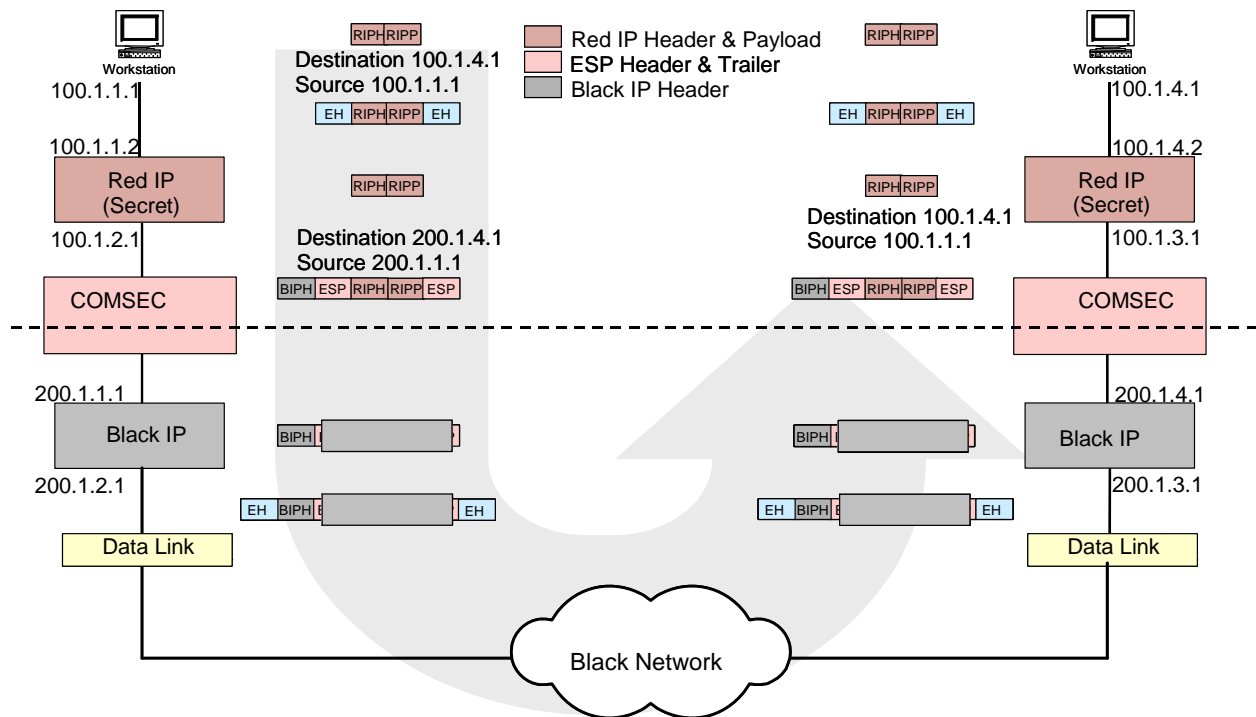 RIPH RIPP
Red IP Header & Payload
ESP Header & Trailer
Black IP Header
RIPH RIPP
Workstation
Destination 100.1.4.1
Source 100.1.1.1
Workstation
100.1.1.1
100.1.4.1
EH RIPH RIPP EH
EH RIPH RIPP EH
100.1.1.2
100.1.4.2
Red IP
(Secret)
RIPH RIPP
RIPH RIPP
Red IP
(Secret)
Destination 100.1.4.1
Source 100.1.1.1
100.1.2.1
Destination 200.1.4.1
Source 200.1.1.1
100.1.3.1
COMSEC
BIPH ESP RIPH RIPP ESP
BIPH ESP RIPH RIPP ESP
COMSEC
200.1.1.1
200.1.4.1
Black IP
BIPH
BIPH
Black IP
200.1.2.1
200.1.3.1
EH BIPH EH
EH BIPH EH
Data Link
Data Link
Black Network